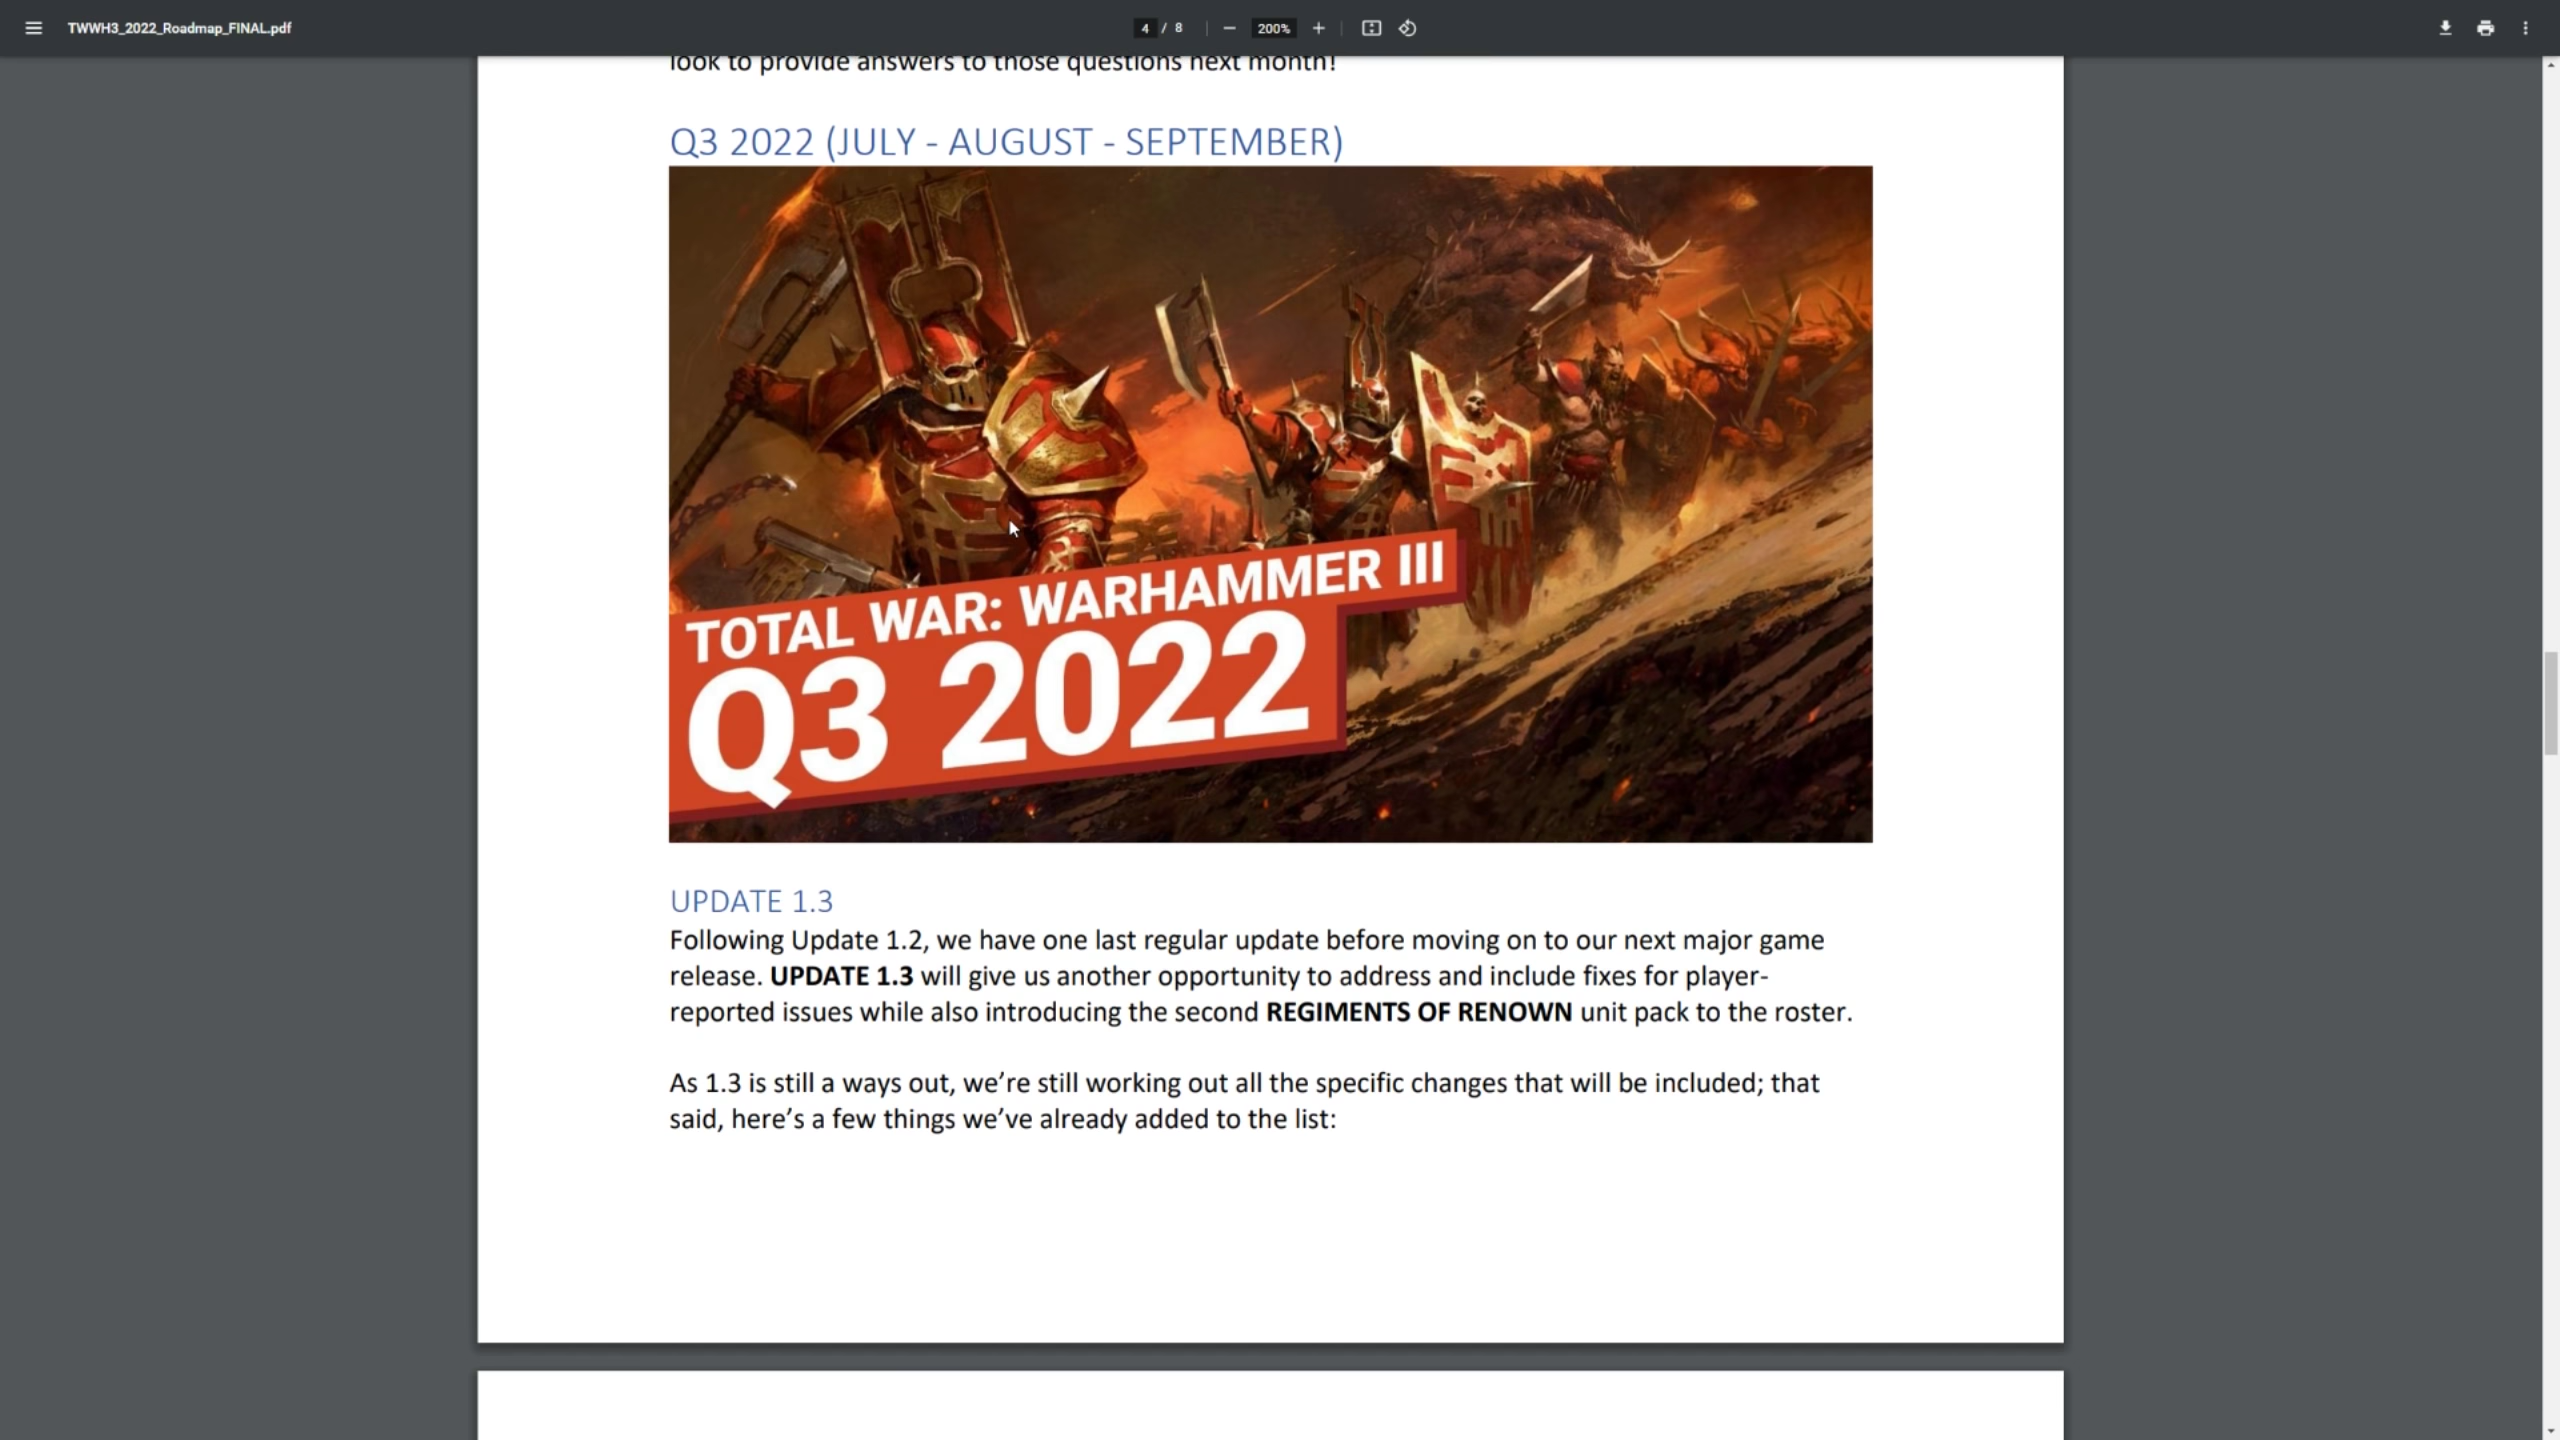 TWWH3_2022_Roadmap_FINAL.pdf
4 / 8
200%
look to provide answers to those questions next month!
Q3 2022 (JULY - AUGUST - SEPTEMBER)
TOTAL WAR: WARHAMMER III
Q3 2022
UPDATE 1.3
Following Update 1.2, we have one last regular update before moving on to our next major game
release. UPDATE 1.3 will give us another opportunity to address and include fixes for player-
reported issues while also introducing the second REGIMENTS OF RENOWN unit pack to the roster.
As 1.3 is still a ways out, we’re still working out all the specific changes that will be included; that
said, here’s a few things we’ve already added to the list: